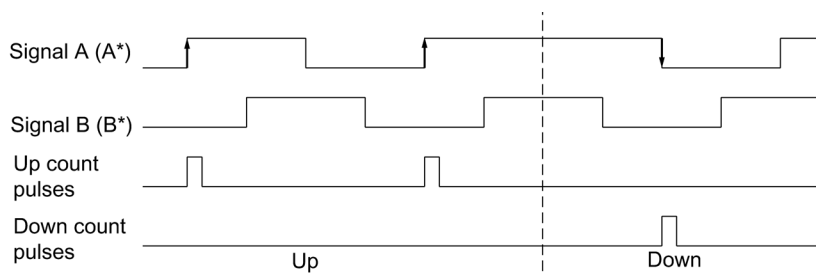 Signal A (A*)
Signal B (B*)
Up count
pulses
Down count
pulses
Up
Down